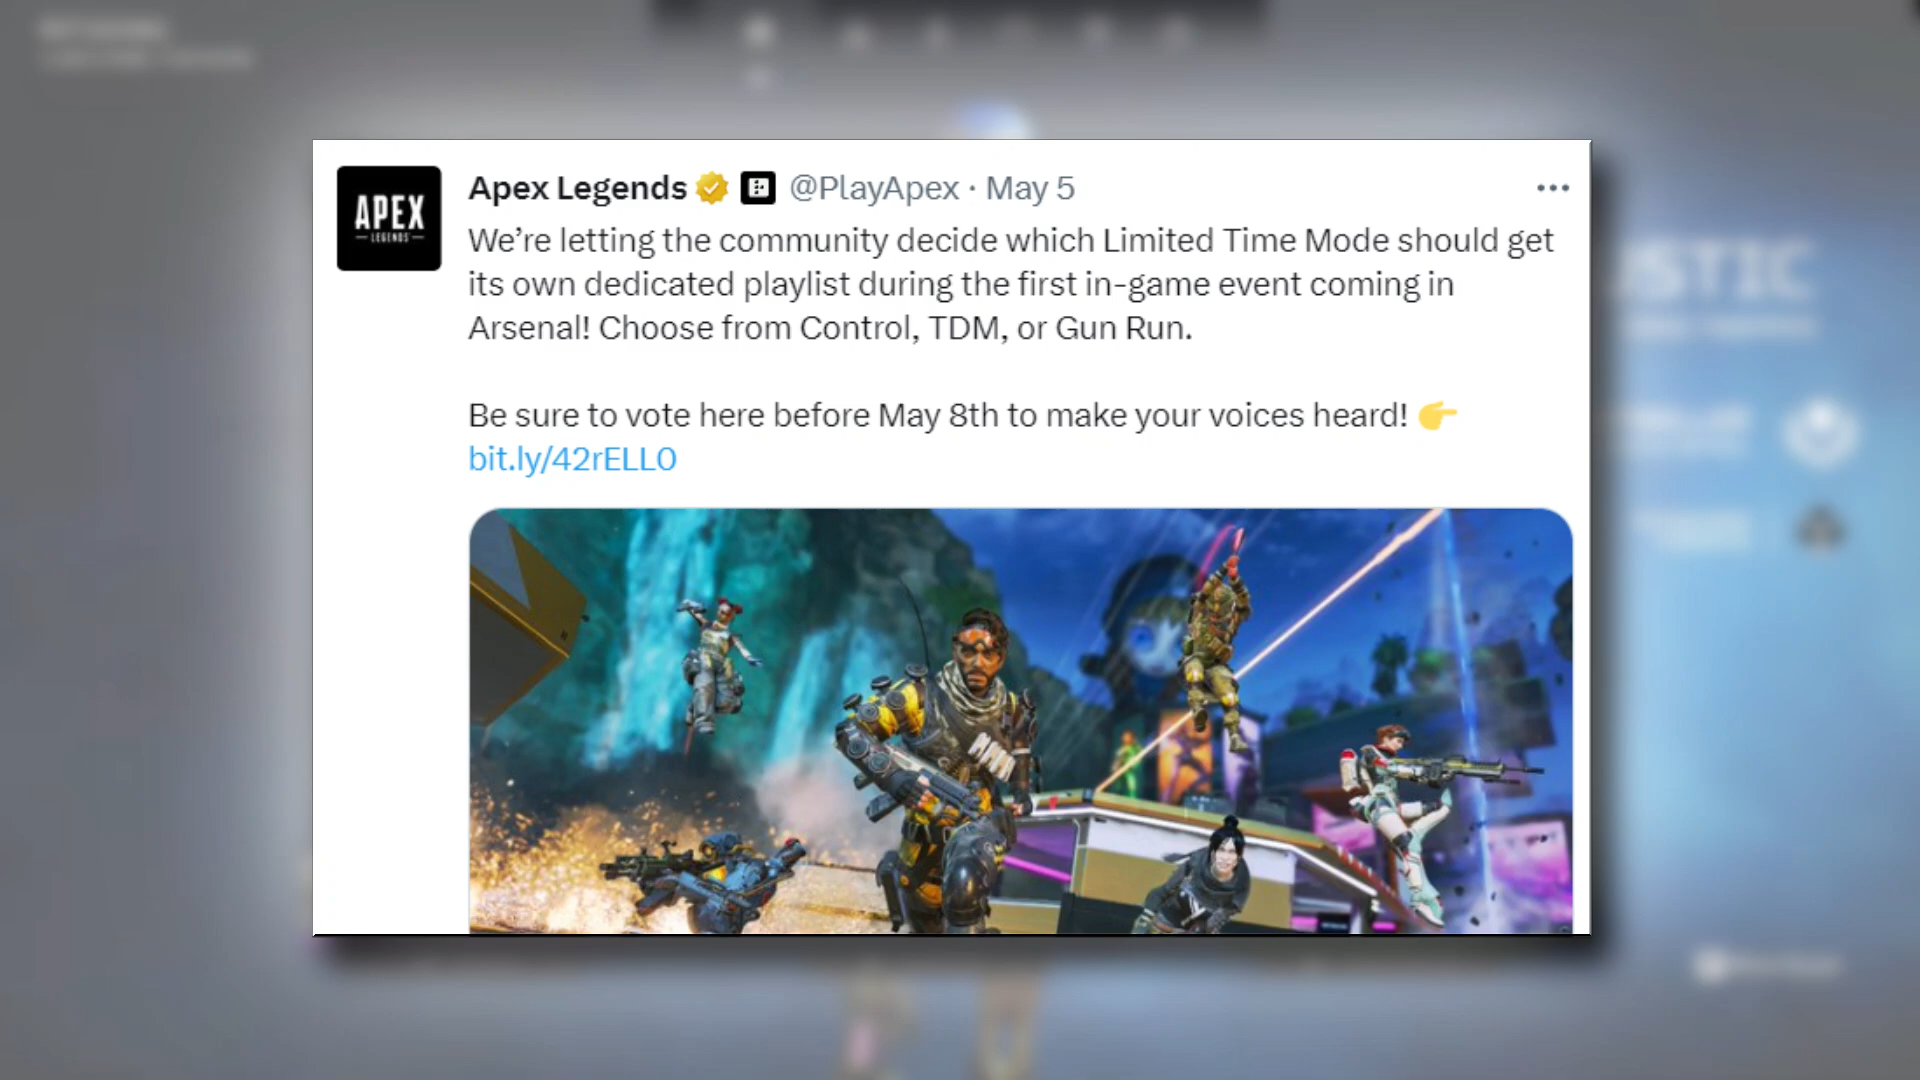 APEX
LEGENDS
Apex Legends @PlayApex · May 5
We’re letting the community decide which Limited Time Mode should get
its own dedicated playlist during the first in-game event coming in
Arsenal! Choose from Control, TDM, or Gun Run.
Be sure to vote here before May 8th to make your voices heard! 👉
bit.ly/42rELLO